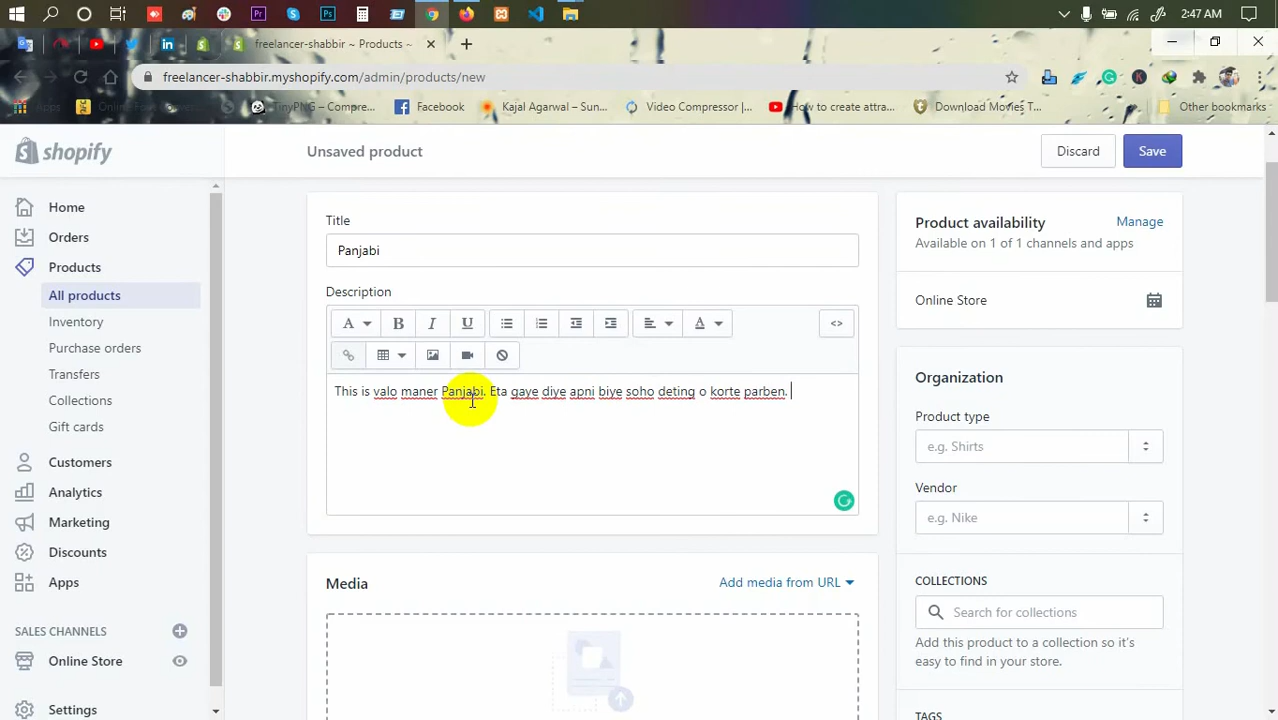 2:47 AM
freelancer-shabbir ~ Products ~
freelancer-shabbir.myshopify.com/admin/products/new
Apps
TinyPNG – Compre...
Facebook
Kajal Agarwal – Sun...
Video Compressor |...
How to create attra...
Download Movies T...
Other bookmarks
shopify
Unsaved product
Discard
Save
Home
Orders
Products
All products
Inventory
Purchase orders
Transfers
Collections
Gift cards
Customers
Analytics
Marketing
Discounts
Apps
SALES CHANNELS
Online Store
Settings
Title
Panjabi
Description
This is valo maner Panjabi. Eta gaye diye apni biye soho deting o korte parben.
Media
Add media from URL
Product availability
Manage
Available on 1 of 1 channels and apps
Online Store
Organization
Product type
e.g. Shirts
Vendor
e.g. Nike
COLLECTIONS
Search for collections
Add this product to a collection so it's
easy to find in your store.
TAGS